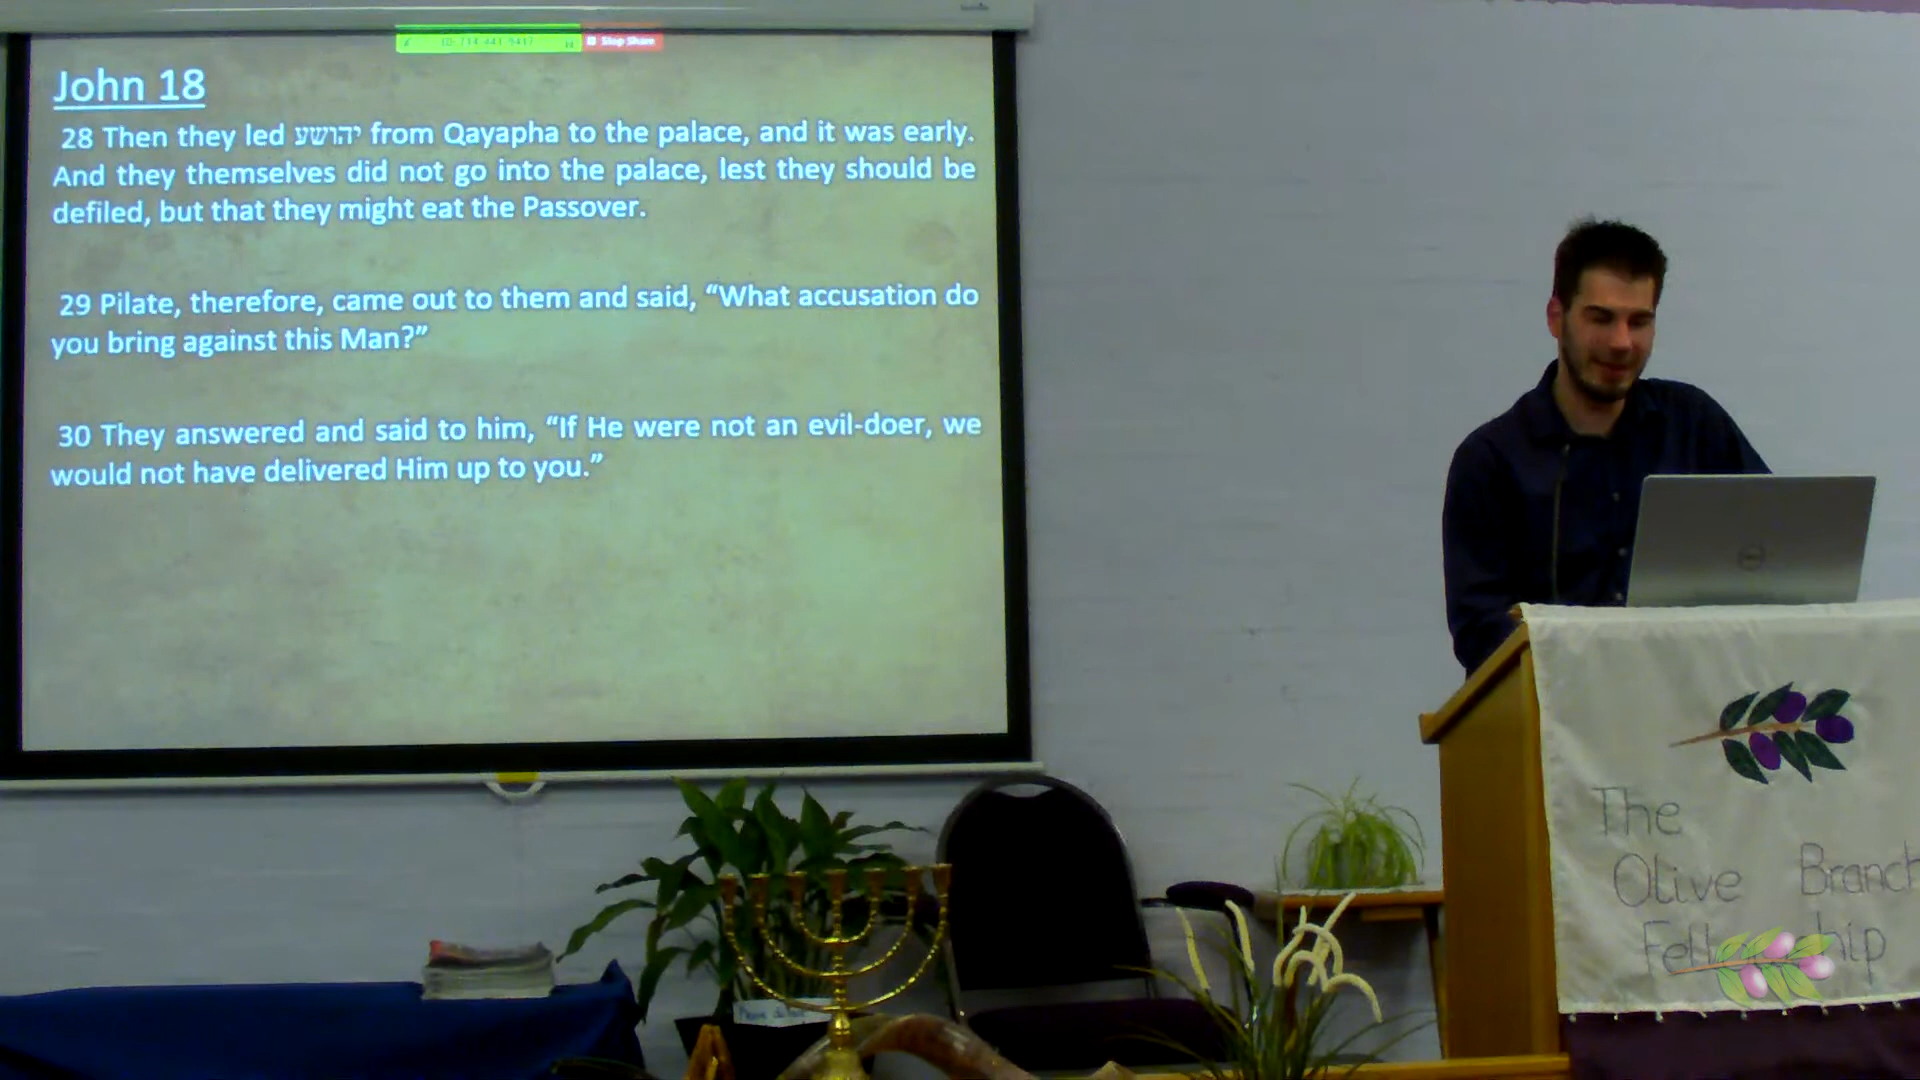 Stop Share
John 18
28 Then they led יהושע from Qayapha to the palace, and it was early.
And they themselves did not go into the palace, lest they should be
defiled, but that they might eat the Passover.
29 Pilate, therefore, came out to them and said, “What accusation do
you bring against this Man?”
30 They answered and said to him, “If He were not an evil-doer, we
would not have delivered Him up to you.”
The
Olive Branch